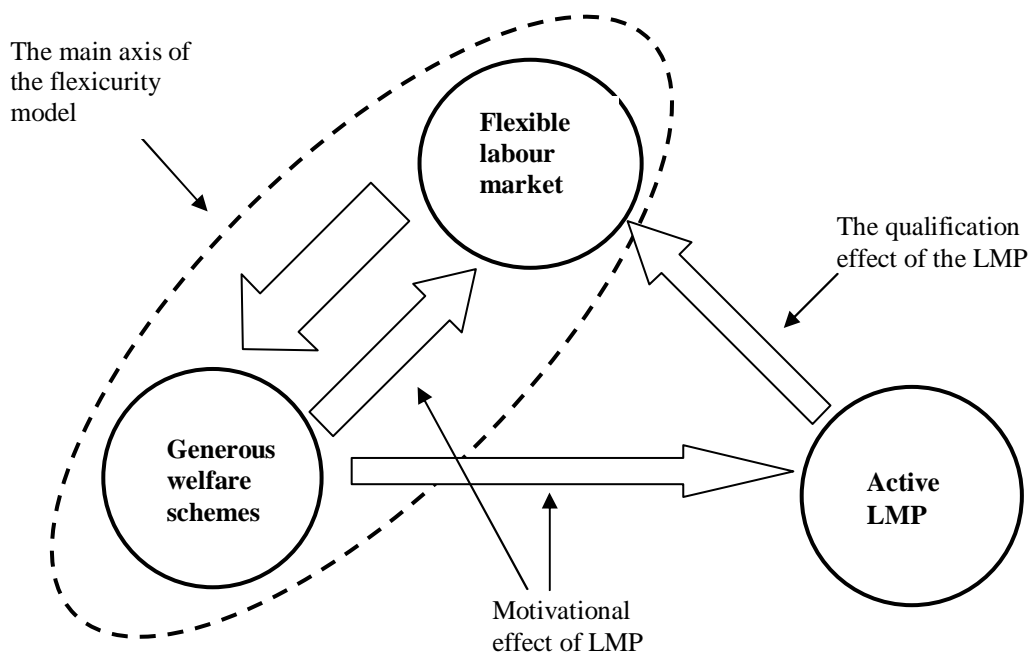 The main axis of
the flexicurity
model
Flexible
labour
market
The qualification
effect of the LMP
Generous
welfare
schemes
Active
LMP
Motivational
effect of LMP